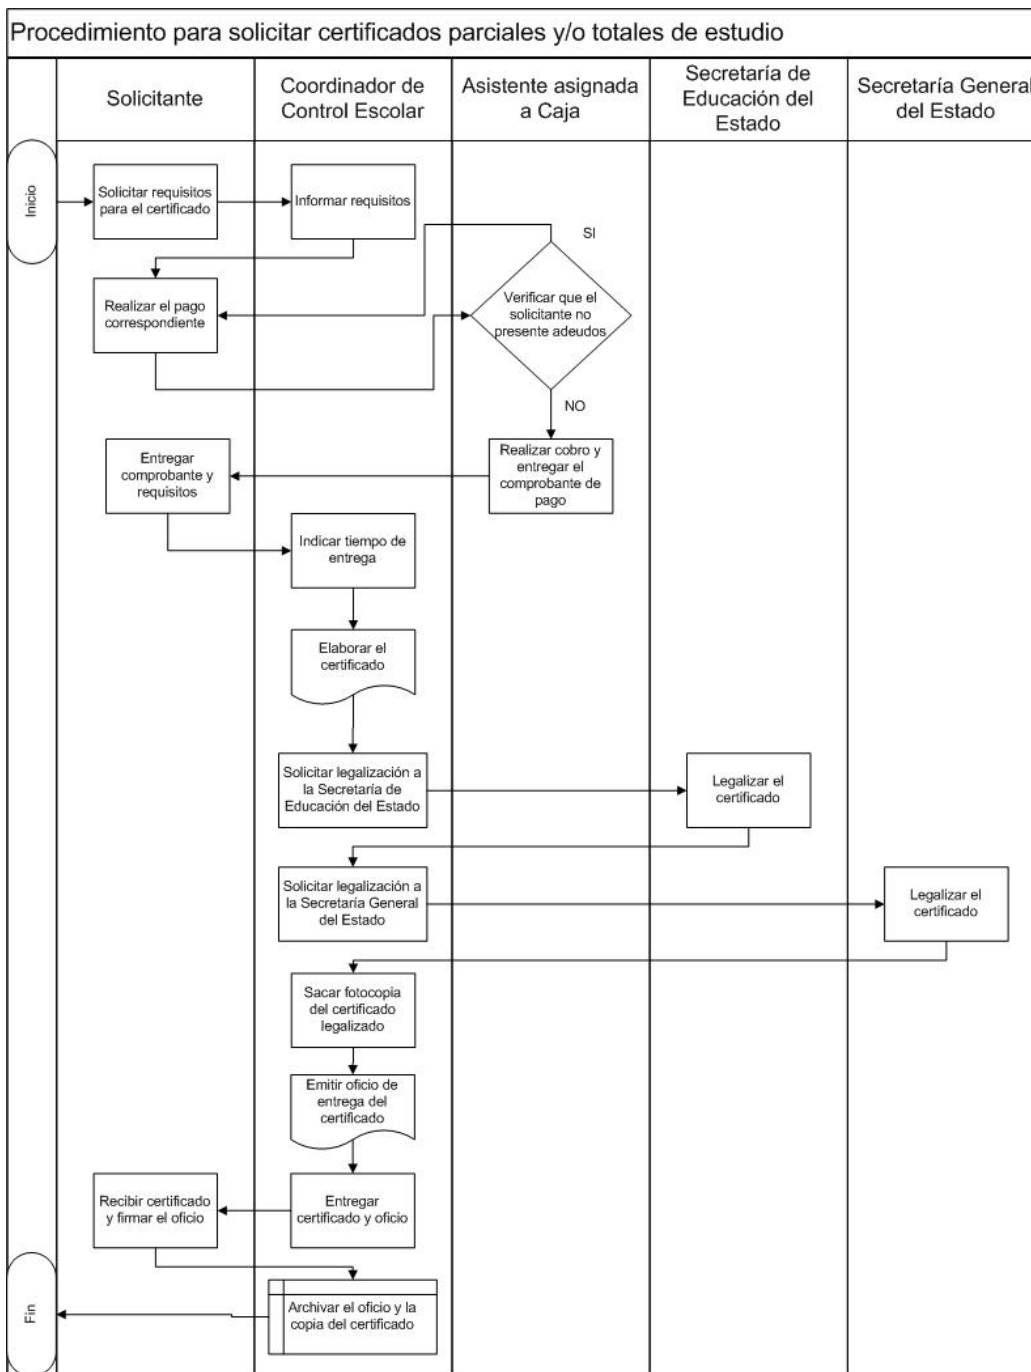 Procedimiento para solicitar certificados parciales y/o totales de estudio
Solicitante
Coordinador de
Control Escolar
Asistente asignada
a Caja
Secretaría de
Educación del
Estado
Secretaría General
del Estado
Inicio
Solicitar requisitos
para el certificado
Informar requisitos
SI
Realizar el pago
correspondiente
Verificar que el
solicitante no
presente adeudos
NO
Realizar cobro y
entregar el
comprobante de
pago
Entregar
comprobante y
requisitos
Indicar tiempo de
entrega
Elaborar el
certificado
Solicitar legalización a
la Secretaría de
Educación del Estado
Legalizar el
certificado
Solicitar legalización a
la Secretaría General
del Estado
Legalizar el
certificado
Sacar fotocopia
del certificado
legalizado
Emitir oficio de
entrega del
certificado
Entregar
certificado y oficio
Recibir certificado
y firmar el oficio
Archivar el oficio y la
copia del certificado
Fin